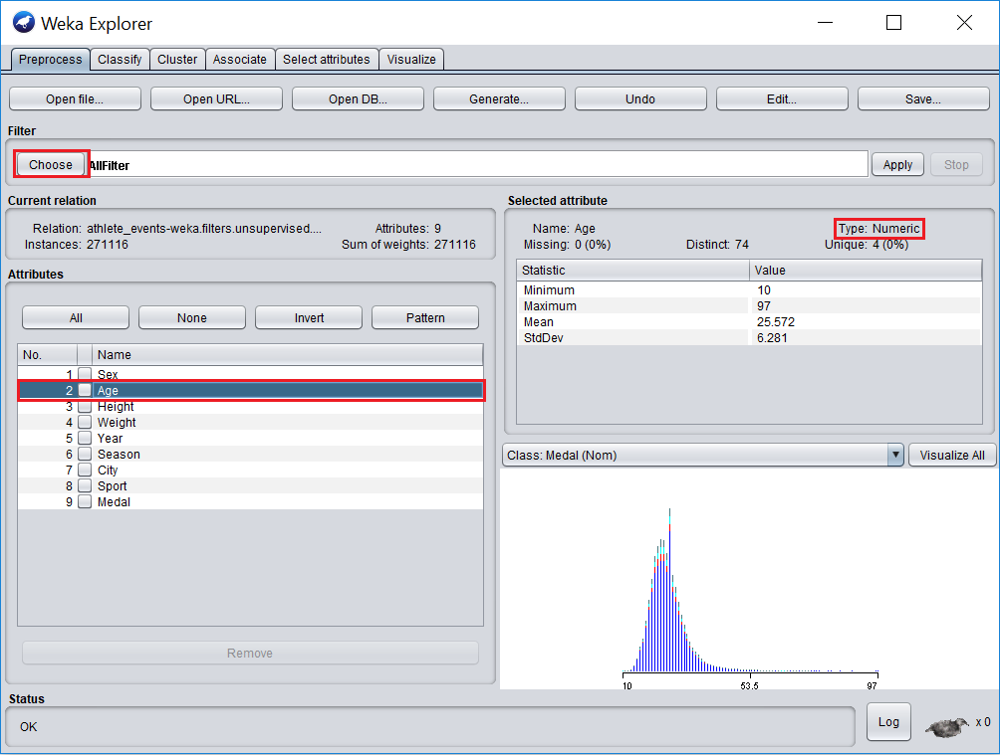 Weka Explorer
Preprocess Classify Cluster Associate Select attributes Visualize
Open file... Open URL... Open DB... Generate... Undo Edit... Save...
Filter
Choose AllFilter Apply Stop
Current relation
Relation: athlete_events-weka.filters.unsupervised.... Attributes: 9
Instances: 271116 Sum of weights: 271116
Attributes
All None Invert Pattern
No. Name
1 Sex
2 Age
3 Height
4 Weight
5 Year
6 Season
7 City
8 Sport
9 Medal
Remove
Selected attribute
Name: Age Type: Numeric
Missing: 0 (0%) Distinct: 74 Unique: 4 (0%)
Statistic Value
Minimum 10
Maximum 97
Mean 25.572
StdDev 6.281
Class: Medal (Nom) Visualize All
10 53.5 97
Status
OK Log x 0